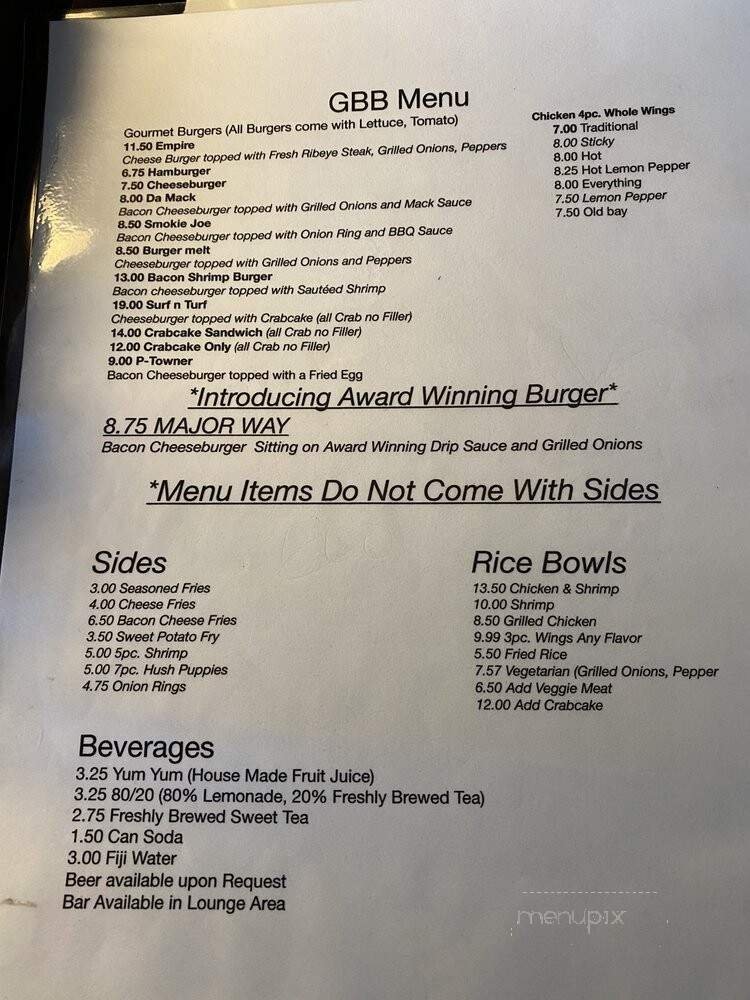 GBB Menu
Gourmet Burgers (All Burgers come with Lettuce, Tomato)
11.50 Empire
Cheese Burger topped with Fresh Ribeye Steak, Grilled Onions, Peppers
6.75 Hamburger
7.50 Cheeseburger
8.00 Da Mack
Bacon Cheeseburger topped with Grilled Onions and Mack Sauce
8.50 Smokie Joe
Bacon Cheeseburger topped with Onion Ring and BBQ Sauce
8.50 Burger melt
Cheeseburger topped with Grilled Onions and Peppers
13.00 Bacon Shrimp Burger
Bacon cheeseburger topped with Sautéed Shrimp
19.00 Surf n Turf
Cheeseburger topped with Crabcake (all Crab no Filler)
14.00 Crabcake Sandwich (all Crab no Filler)
12.00 Crabcake Only (all Crab no Filler)
9.00 P-Towner
Bacon Cheeseburger topped with a Fried Egg
Chicken 4pc. Whole Wings
7.00 Traditional
8.00 Sticky
8.00 Hot
8.25 Hot Lemon Pepper
8.00 Everything
7.50 Lemon Pepper
7.50 Old bay
*Introducing Award Winning Burger*
8.75 MAJOR WAY
Bacon Cheeseburger Sitting on Award Winning Drip Sauce and Grilled Onions
*Menu Items Do Not Come With Sides
Sides
3.00 Seasoned Fries
4.00 Cheese Fries
6.50 Bacon Cheese Fries
3.50 Sweet Potato Fry
5.00 5pc. Shrimp
5.00 7pc. Hush Puppies
4.75 Onion Rings
Rice Bowls
13.50 Chicken & Shrimp
10.00 Shrimp
8.50 Grilled Chicken
9.99 3pc. Wings Any Flavor
5.50 Fried Rice
7.57 Vegetarian (Grilled Onions, Pepper
6.50 Add Veggie Meat
12.00 Add Crabcake
Beverages
3.25 Yum Yum (House Made Fruit Juice)
3.25 80/20 (80% Lemonade, 20% Freshly Brewed Tea)
2.75 Freshly Brewed Sweet Tea
1.50 Can Soda
3.00 Fiji Water
Beer available upon Request
Bar Available in Lounge Area
menupix